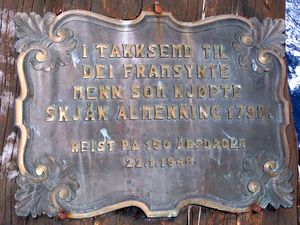 I TAKKSEMD TIL
DEI FRAMSYNTE
MENN SOM KJØPTE
SKJÅK ALMENNING 1798.
REIST PÅ 150 ÅRSDAGEN
22.1.1948.